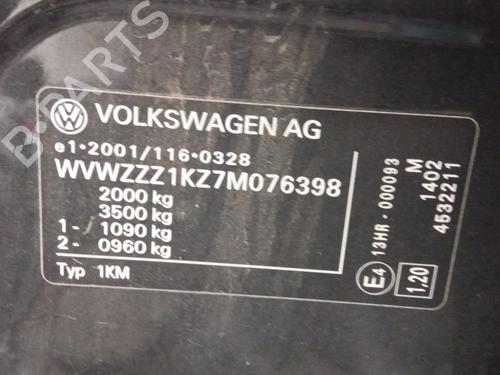 B-PARTS
VOLKSWAGEN AG
e1*2001/116*0328
WVWZZZ1KZ7M076398
2000 kg
3500 kg
1- 1090 kg
2- 0960 kg
Typ 1KM
E4 13HR - 000093
M
1402
4532211
1.20